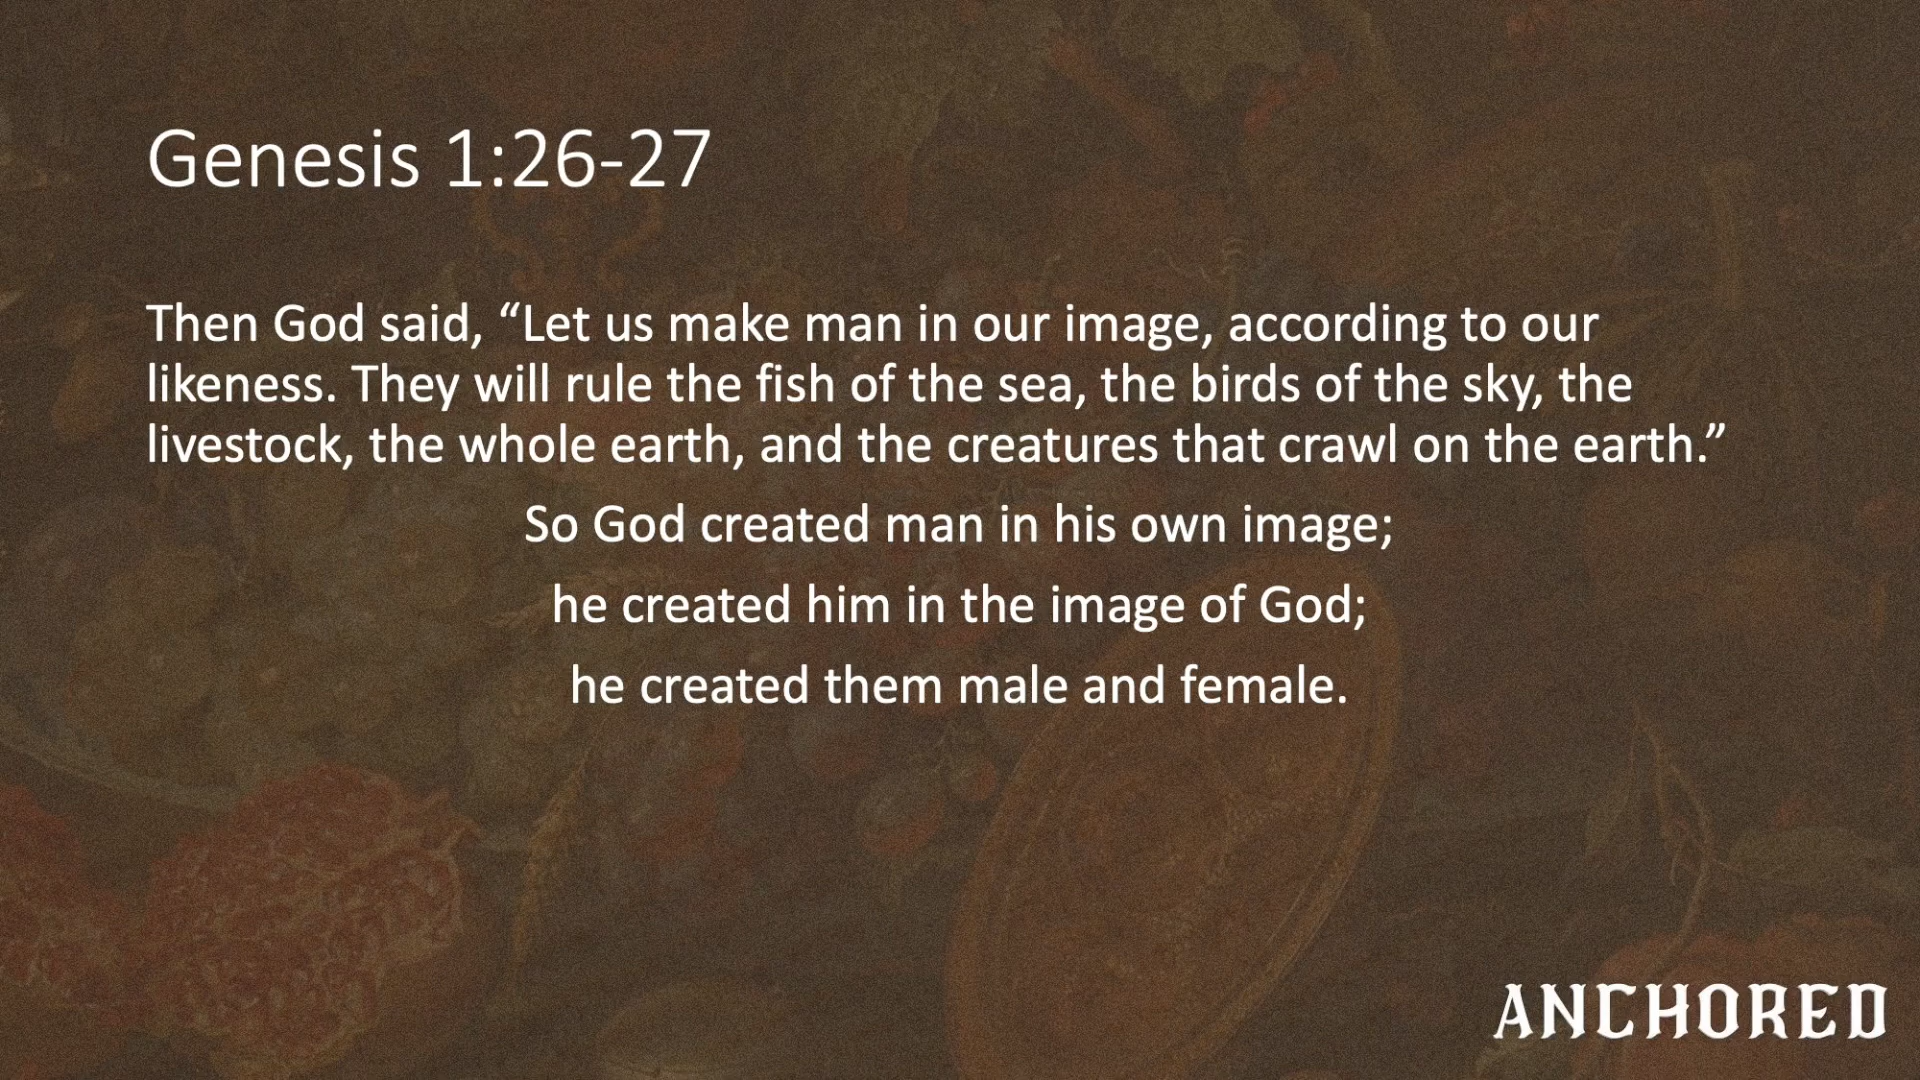 Genesis 1:26-27
Then God said, “Let us make man in our image, according to our
likeness. They will rule the fish of the sea, the birds of the sky, the
livestock, the whole earth, and the creatures that crawl on the earth.”
So God created man in his own image;
he created him in the image of God;
he created them male and female.
ANCHORED